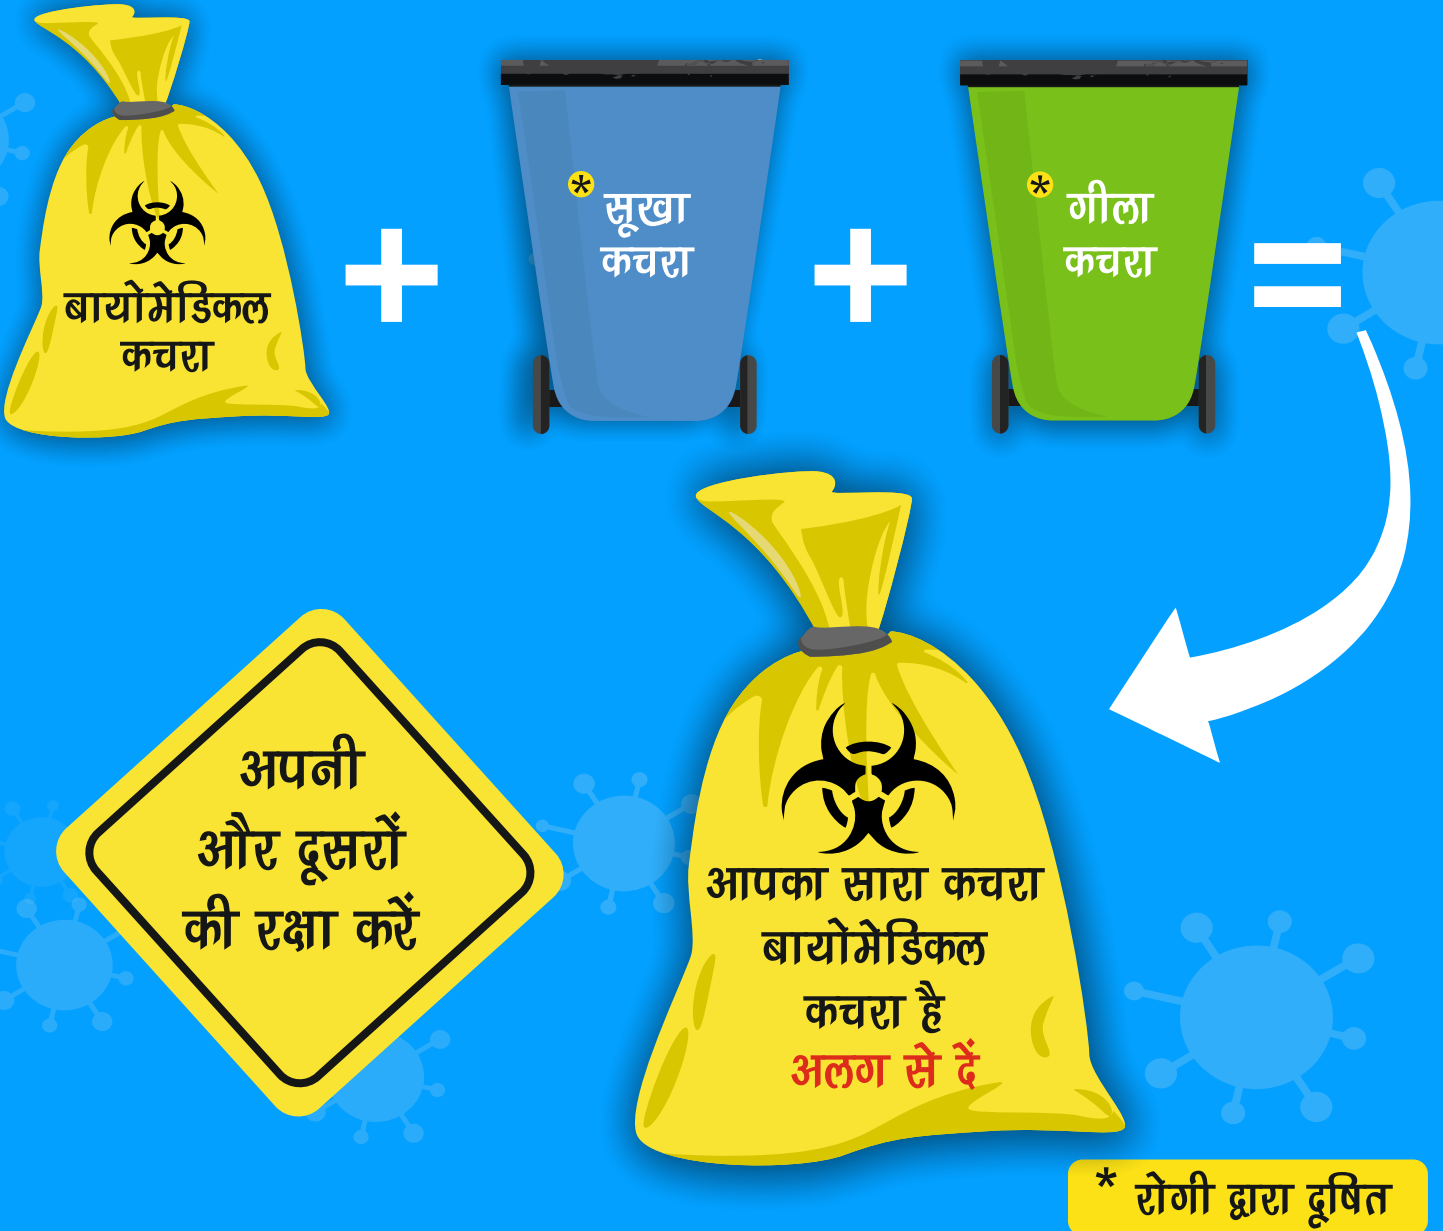 बायोमेडिकल
कचरा
+
* सूखा
कचरा
+
* गीला
कचरा
=
अपनी
और दूसरों
की रक्षा करें
आपका सारा कचरा
बायोमेडिकल
कचरा है
अलग से दें
* रोगी द्वारा दूषित